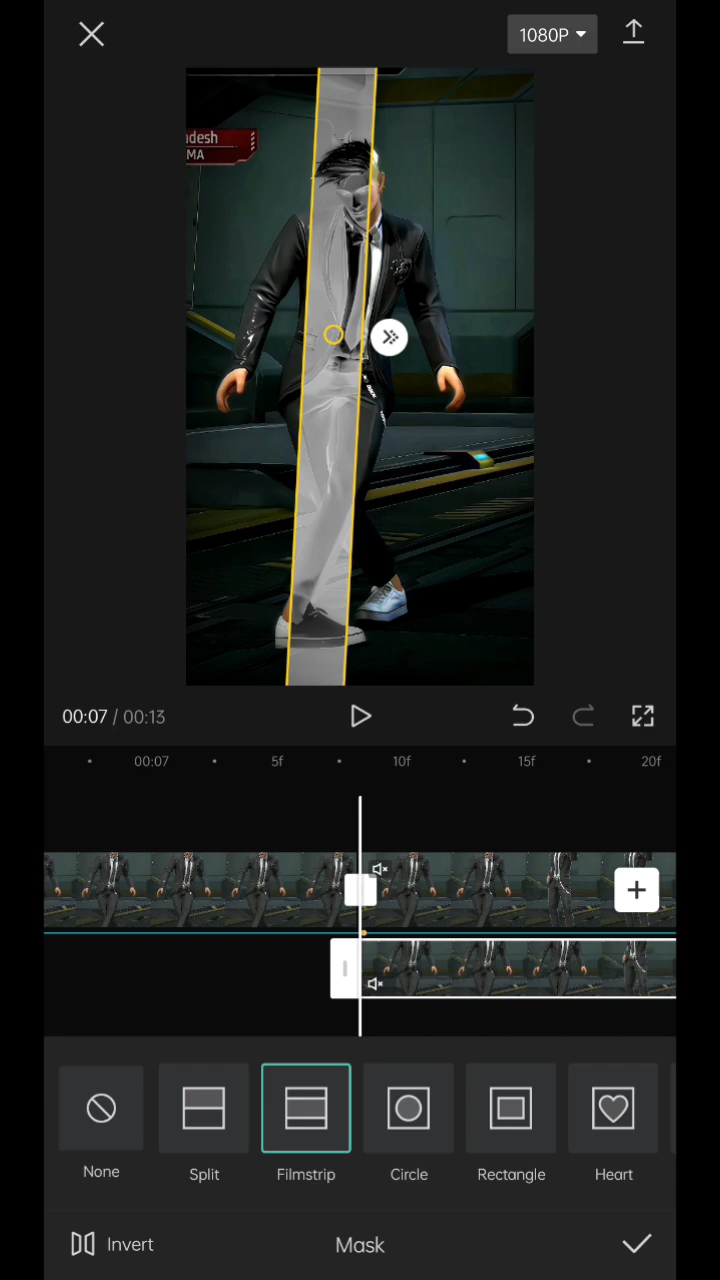 1080P
adesh
MA
00:07 / 00:13
00:07
5f
10f
15f
20f
None
Split
Filmstrip
Circle
Rectangle
Heart
Invert
Mask